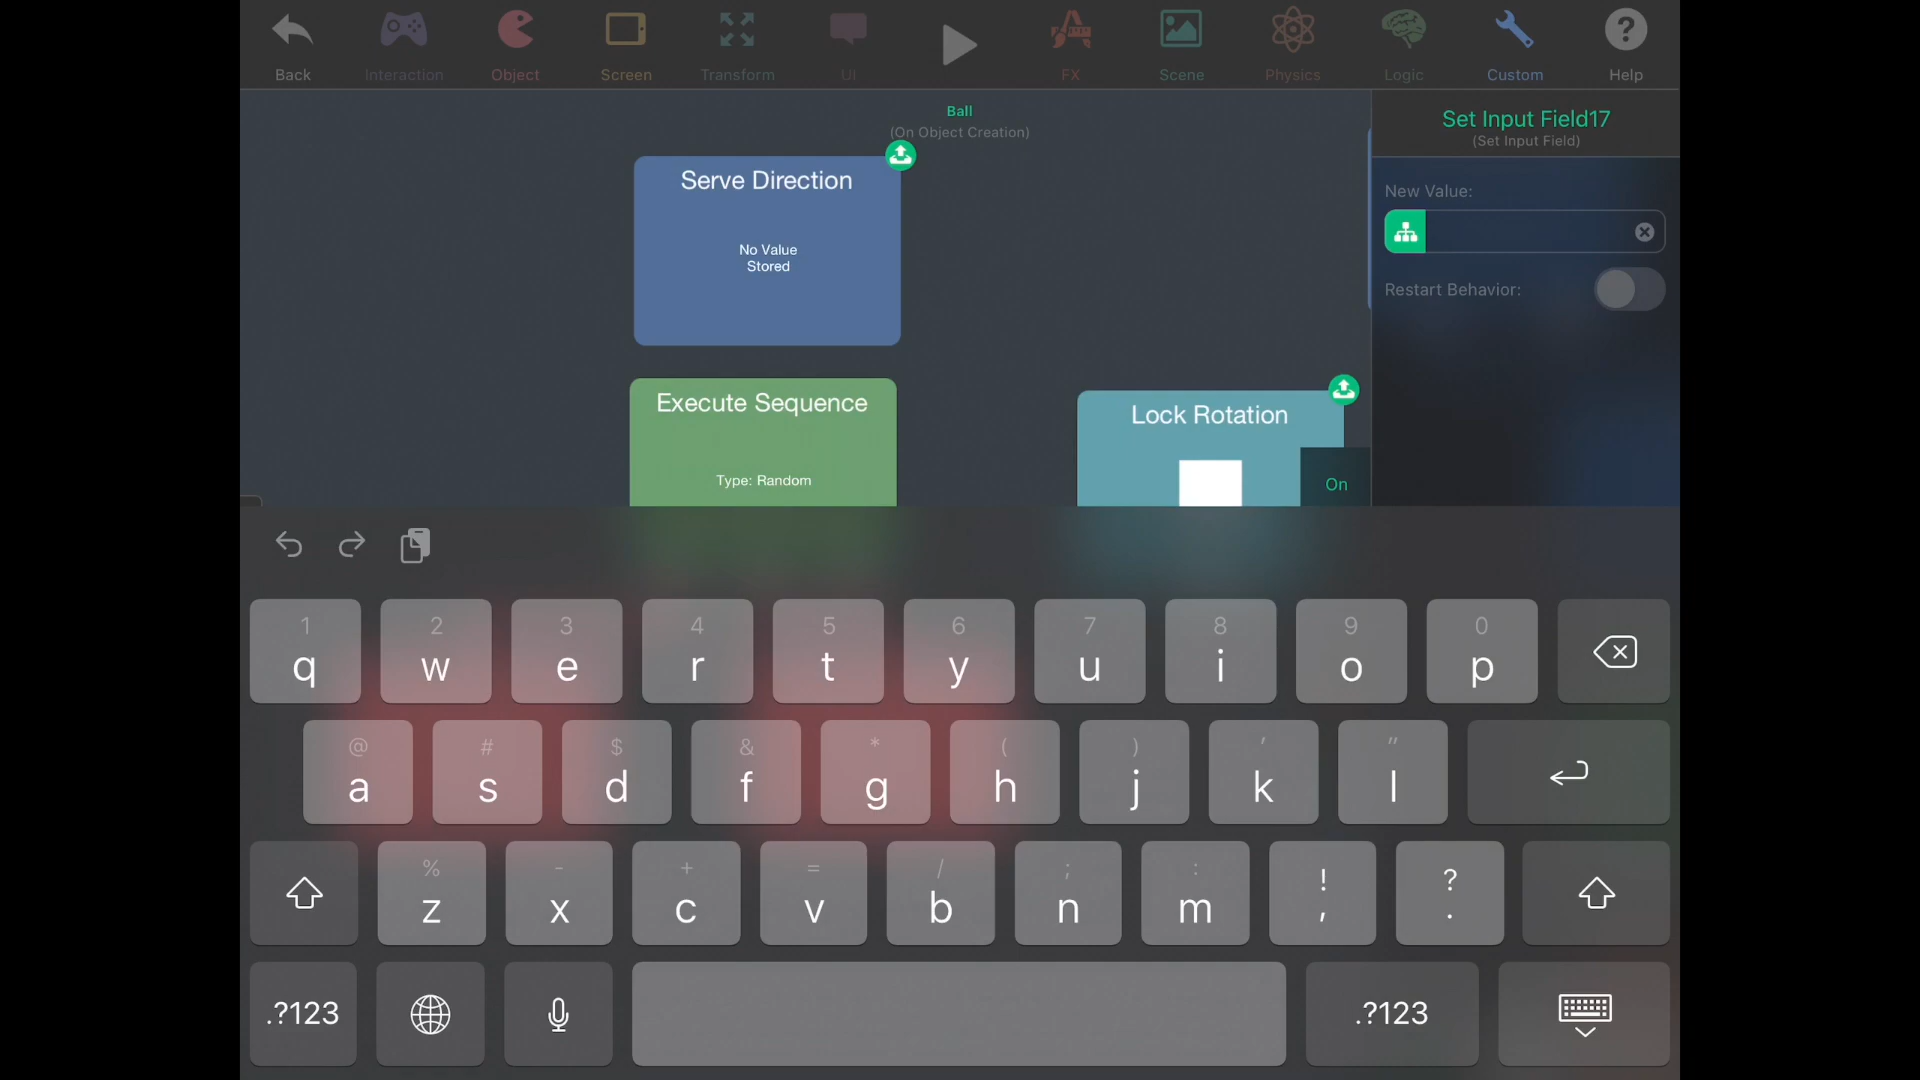 Back
Interaction
Object
Screen
Transform
UI
FX
Scene
Physics
Logic
Custom
?
Help
Ball
(On Object Creation)
Set Input Field17
(Set Input Field)
Serve Direction
No Value
Stored
New Value:
Restart Behavior:
Execute Sequence
Type: Random
Lock Rotation
On
1 2 3 4 5 6 7 8 9 0
q w e r t y u i o p
@ # $ & * ( ) ' "
a s d f g h j k l
% - + = / ; : ! ?
z x c v b n m , .
.?123
.?123